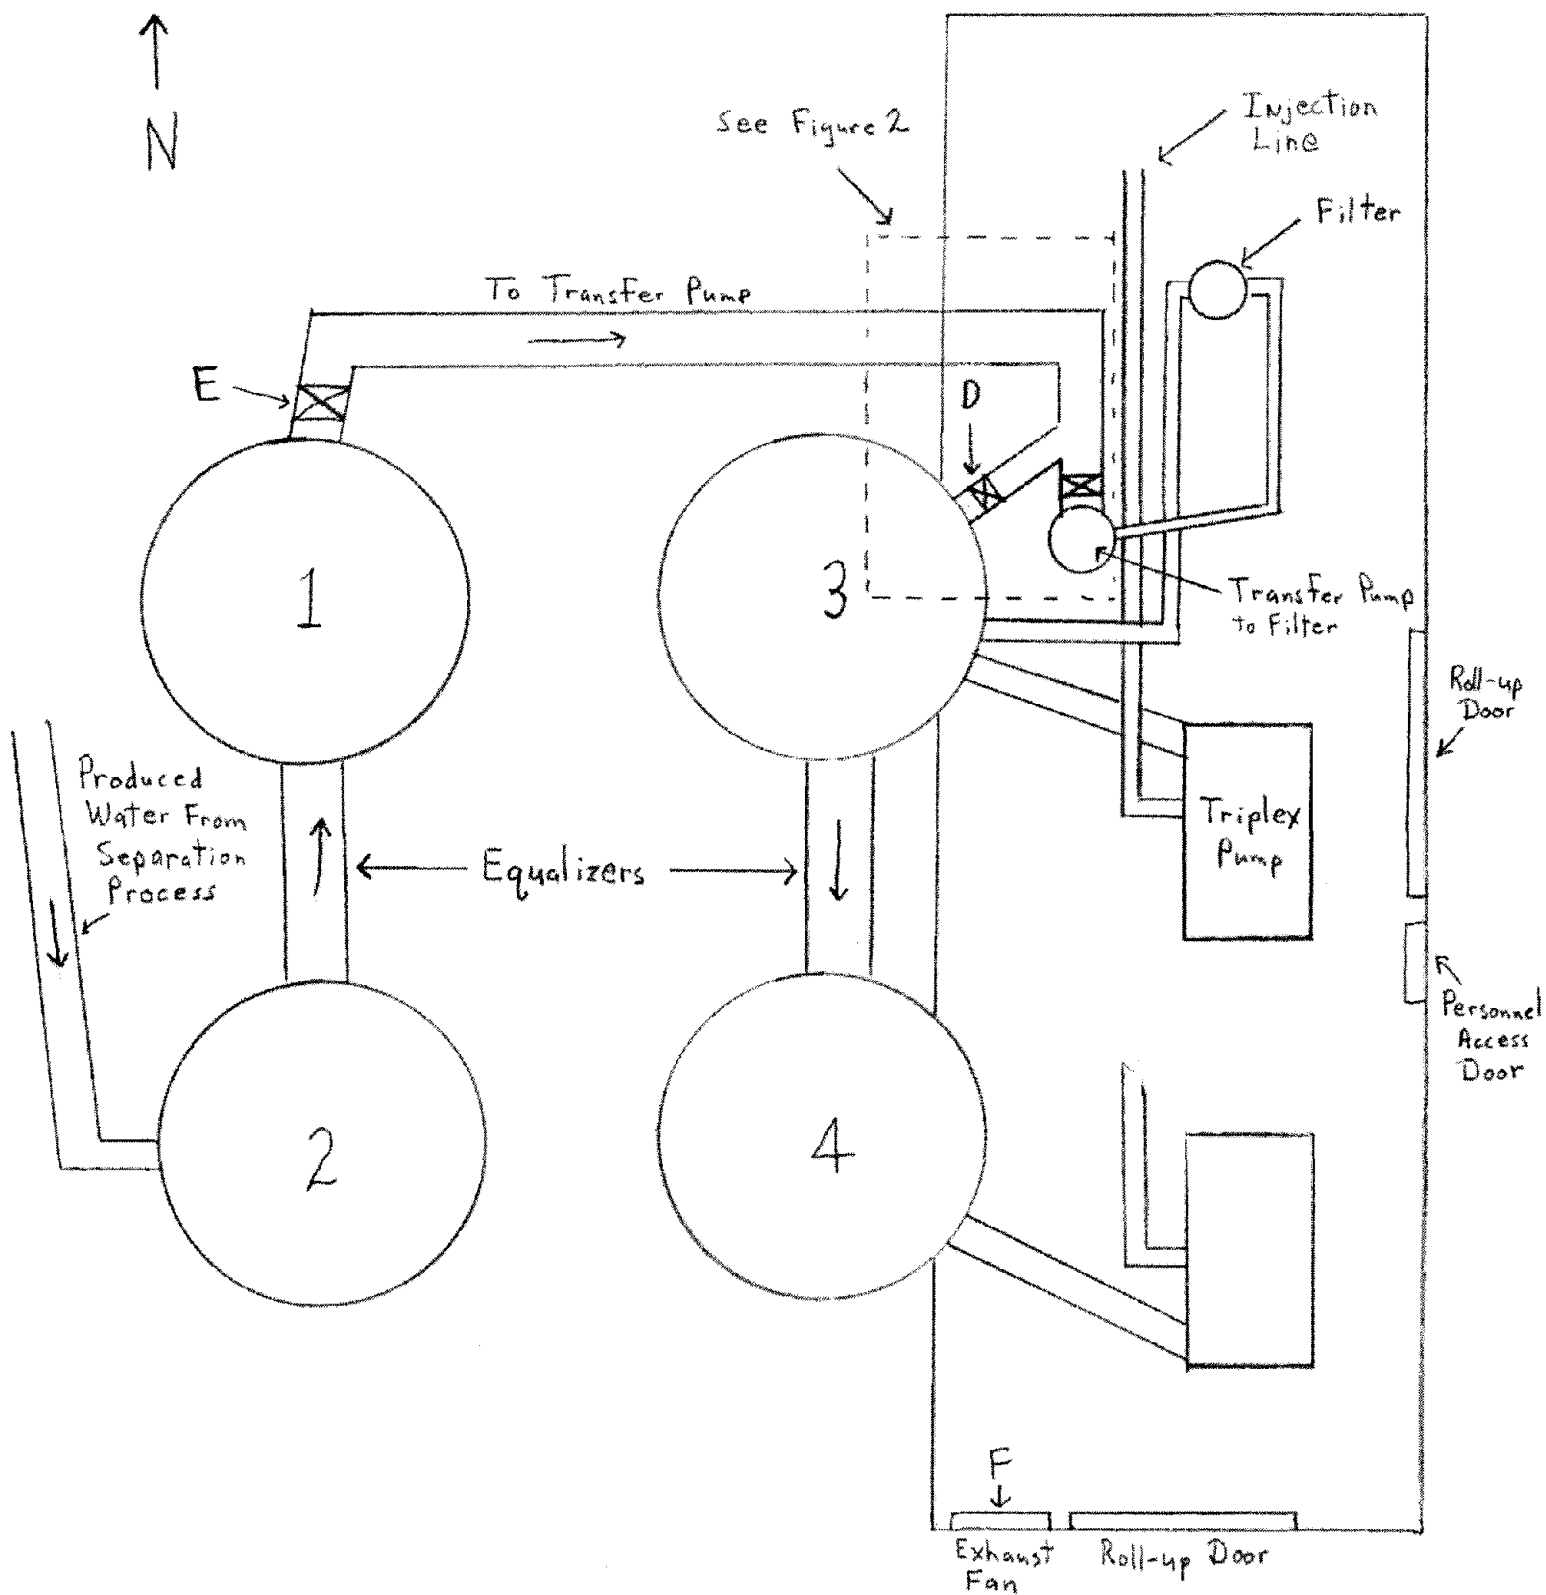 N
See Figure 2
Injection
Line
Filter
To Transfer Pump
E
D
1
3
Transfer Pump
to Filter
Roll-up
Door
Produced
Water From
Separation
Process
Equalizers
Triplex
Pump
Personnel
Access
Door
2
4
F
Exhaust
Fan
Roll-up Door